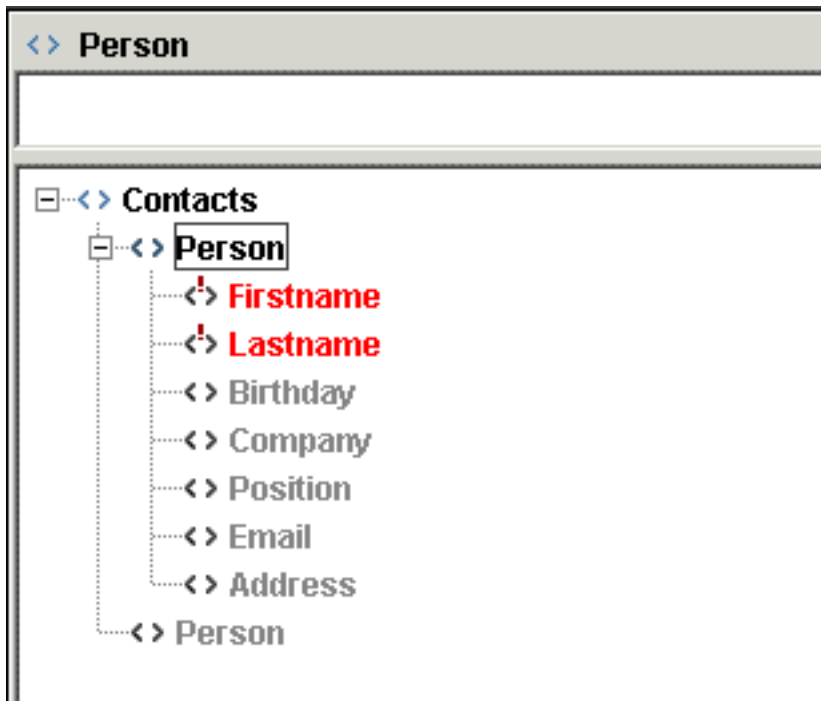 Person
Contacts
Person
Firstname
Lastname
Birthday
Company
Position
Email
Address
Person